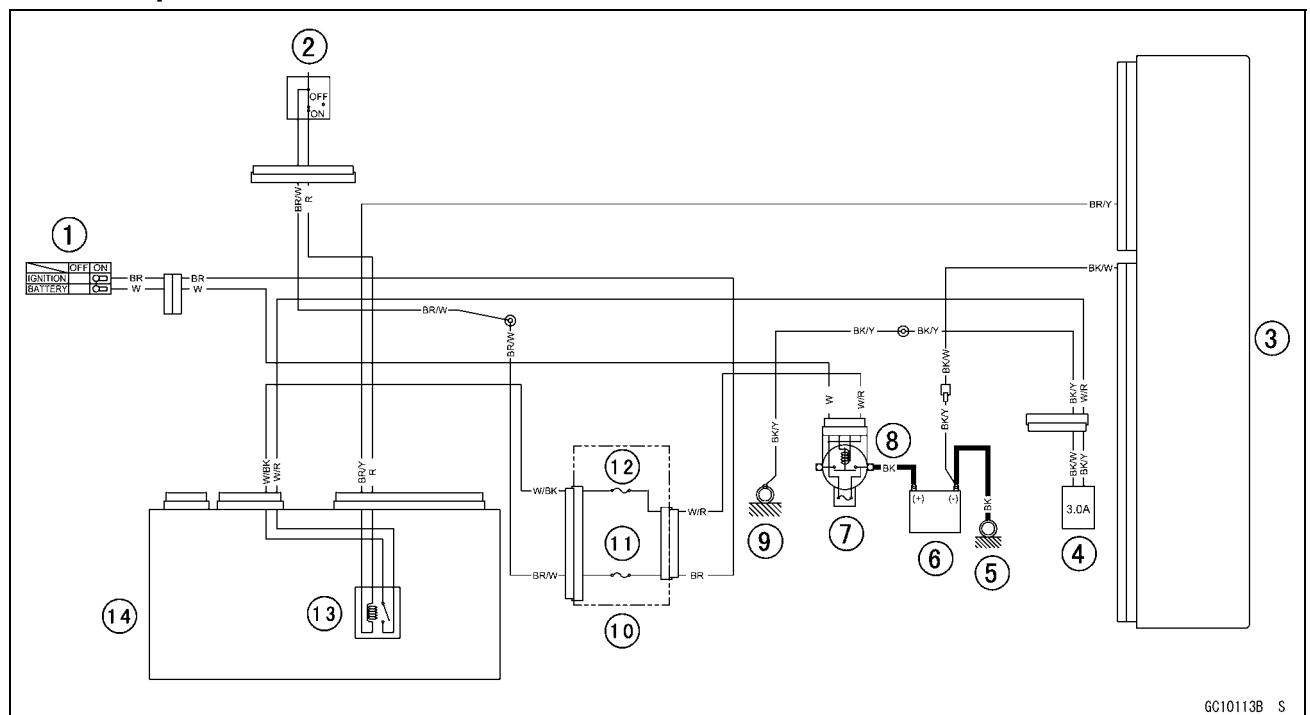 2
OFF
ON
BR/W
R
1
OFF ON
IGNITION
BATTERY
BR
W
BR
W
BR/Y
BK/W
3
BR/W
BR/W
BK/Y
BK/Y
BK/W
BK/Y
BK/Y
W/R
BK/Y
W
W/R
8
BK
(+)
(-)
BK
BK/W
BK/Y
3.0A
7
6
5
4
9
W/BK
W/R
BR/Y
R
W/BK
12
W/R
11
BR/W
BR
10
13
14
GC10113B S